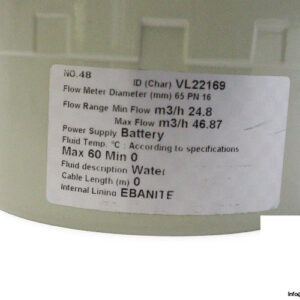 NO.48
ID (Char) VL22169
Flow Meter Diameter (mm) 65 PN 16
Flow Range Min Flow m3/h 24.8
Max Flow m3/h 46.87
Power Supply Battery
Fluid Temp. °C : According to specifications
Max 60 Min 0
Fluid description Water
Cable Length (m) 0
Internal Lining EBANITE